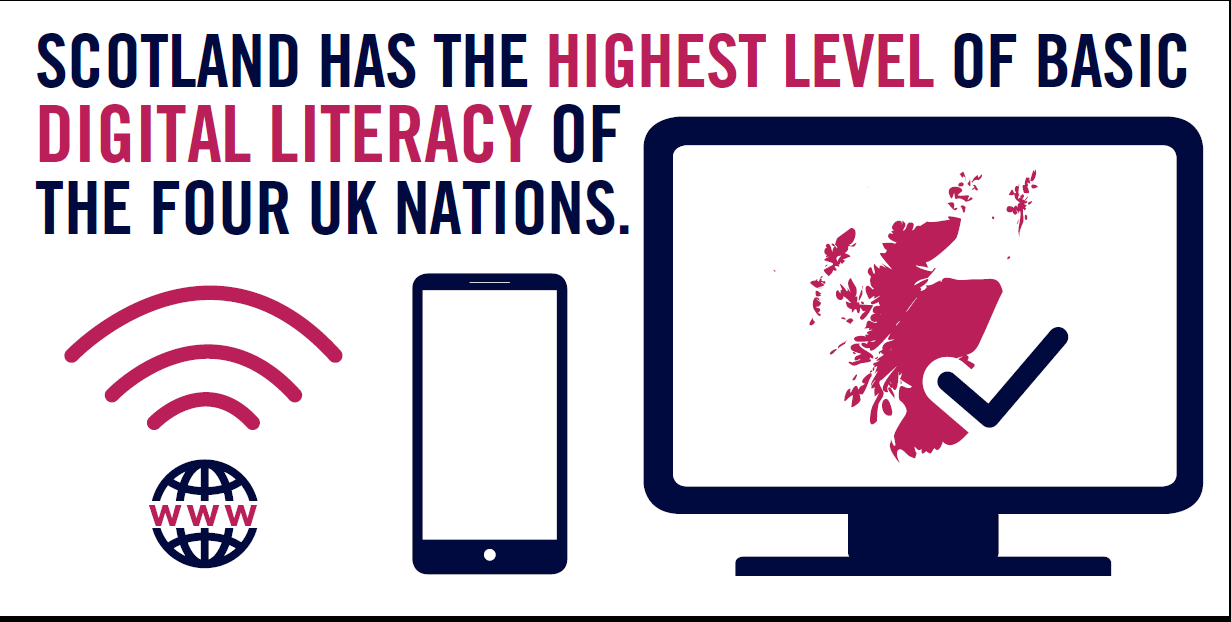 SCOTLAND HAS THE HIGHEST LEVEL OF BASIC
DIGITAL LITERACY OF
THE FOUR UK NATIONS.
WWW